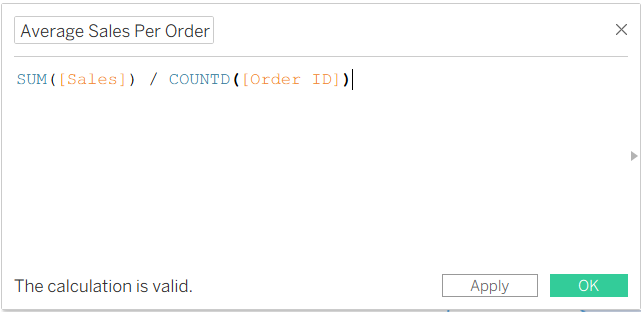 Average Sales Per Order
SUM([Sales]) / COUNTD([Order ID])
The calculation is valid.
Apply
OK